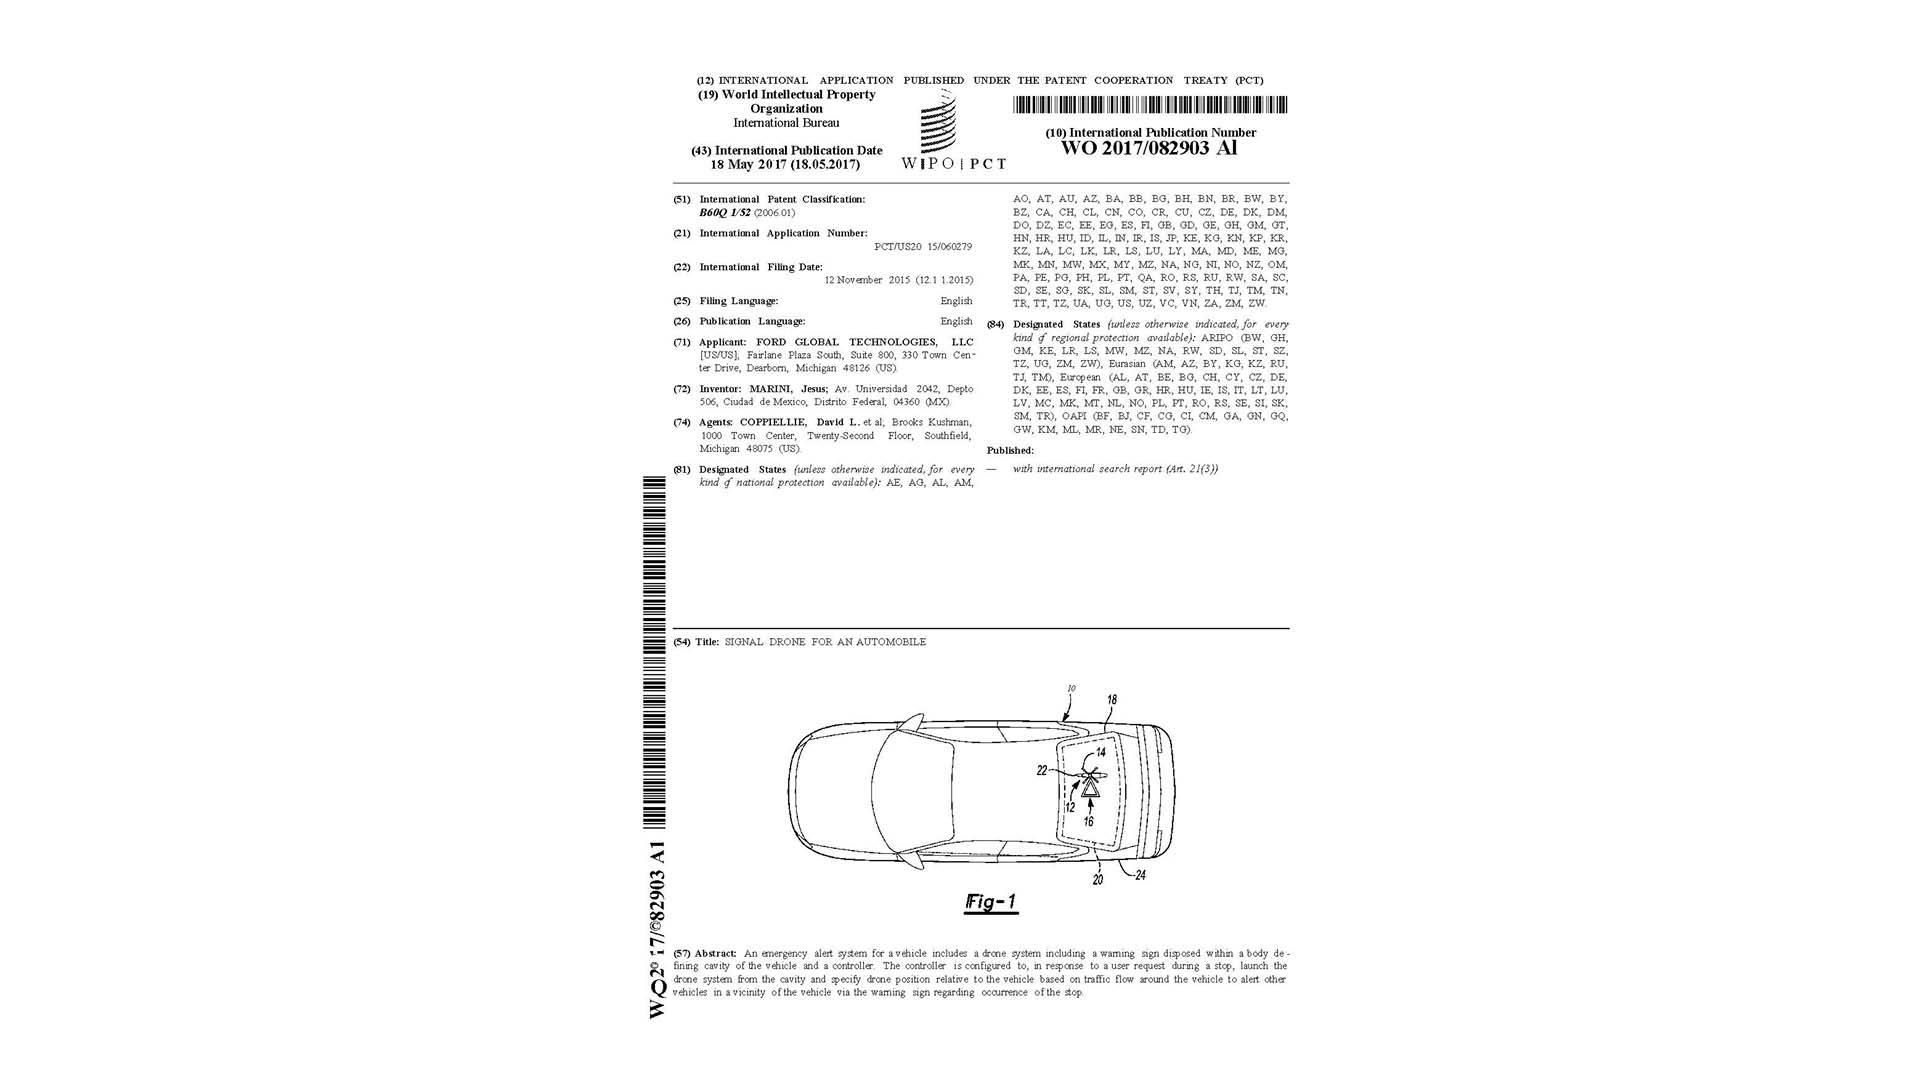 (12) INTERNATIONAL APPLICATION PUBLISHED UNDER THE PATENT COOPERATION TREATY (PCT)
(19) World Intellectual Property
Organization
International Bureau
(43) International Publication Date
18 May 2017 (18.05.2017)
WIPO | PCT
(10) International Publication Number
WO 2017/082903 Al
(51) International Patent Classification:
B60Q 1/52 (2006.01)
(21) International Application Number:
PCT/US20 15/060279
(22) International Filing Date:
12 November 2015 (12.1 1.2015)
(25) Filing Language: English
(26) Publication Language: English
(71) Applicant: FORD GLOBAL TECHNOLOGIES, LLC
[US/US]; Fairlane Plaza South, Suite 800, 330 Town Cen-
ter Drive, Dearborn, Michigan 48126 (US).
(72) Inventor: MARINI, Jesus; Av. Universidad 2042, Depto
506, Ciudad de Mexico, Distrito Federal, 04360 (MX).
(74) Agents: COPPIELLIE, David L. et al; Brooks Kushman,
1000 Town Center, Twenty-Second Floor, Southfield,
Michigan 48075 (US).
(81) Designated States (unless otherwise indicated, for every
kind of national protection available): AE, AG, AL, AM,
AO, AT, AU, AZ, BA, BB, BG, BH, BN, BR, BW, BY,
BZ, CA, CH, CL, CN, CO, CR, CU, CZ, DE, DK, DM,
DO, DZ, EC, EE, EG, ES, FI, GB, GD, GE, GH, GM, GT,
HN, HR, HU, ID, IL, IN, IR, IS, JP, KE, KG, KN, KP, KR,
KZ, LA, LC, LK, LR, LS, LU, LY, MA, MD, ME, MG,
MK, MN, MW, MX, MY, MZ, NA, NG, NI, NO, NZ, OM,
PA, PE, PG, PH, PL, PT, QA, RO, RS, RU, RW, SA, SC,
SD, SE, SG, SK, SL, SM, ST, SV, SY, TH, TJ, TM, TN,
TR, TT, TZ, UA, UG, US, UZ, VC, VN, ZA, ZM, ZW.
(84) Designated States (unless otherwise indicated, for every
kind of regional protection available): ARIPO (BW, GH,
GM, KE, LR, LS, MW, MZ, NA, RW, SD, SL, ST, SZ,
TZ, UG, ZM, ZW), Eurasian (AM, AZ, BY, KG, KZ, RU,
TJ, TM), European (AL, AT, BE, BG, CH, CY, CZ, DE,
DK, EE, ES, FI, FR, GB, GR, HR, HU, IE, IS, IT, LT, LU,
LV, MC, MK, MT, NL, NO, PL, PT, RO, RS, SE, SI, SK,
SM, TR), OAPI (BF, BJ, CF, CG, CI, CM, GA, GN, GQ,
GW, KM, ML, MR, NE, SN, TD, TG).
Published:
— with international search report (Art. 21(3))
(54) Title: SIGNAL DRONE FOR AN AUTOMOBILE
10
18
14
22
12
16
20
24
Fig-1
(57) Abstract: An emergency alert system for a vehicle includes a drone system including a warning sign disposed within a body de-
fining cavity of the vehicle and a controller. The controller is configured to, in response to a user request during a stop, launch the
drone system from the cavity and specify drone position relative to the vehicle based on traffic flow around the vehicle to alert other
vehicles in a vicinity of the vehicle via the warning sign regarding occurrence of the stop.